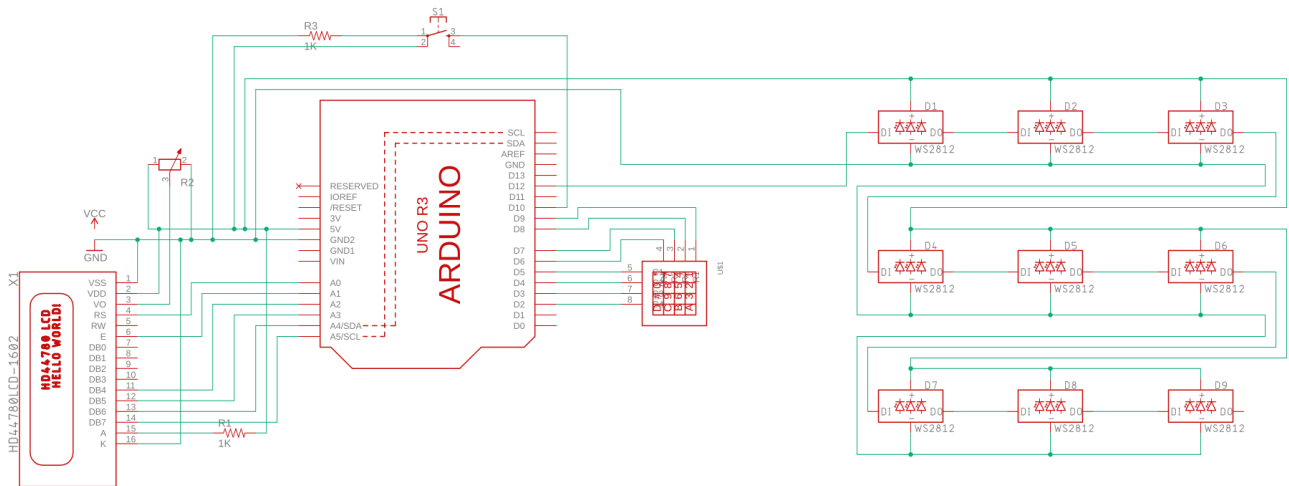 S1
R3
1 3
2 4
1K
D1 D2 D3
DI DO DI DO DI DO
WS2812 WS2812 WS2812
1 2
3
R2
VCC
GND
ARDUINO
UNO R3
RESERVED
IOREF
/RESET
3V
5V
GND2
GND1
VIN
A0
A1
A2
A3
A4/SDA
A5/SCL
SCL
SDA
AREF
GND
D13
D12
D11
D10
D9
D8
D7
D6
D5
D4
D3
D2
D1
D0
4 3 2 1
5
6
7
8
U$1
D4 D5 D6
DI DO DI DO DI DO
WS2812 WS2812 WS2812
X1
HD44780LCD-1602
HD44780 LCD
HELLO WORLD!
VSS 1
VDD 2
VO 3
RS 4
RW 5
E 6
DB0 7
DB1 8
DB2 9
DB3 10
DB4 11
DB5 12
DB6 13
DB7 14
A 15
K 16
R1
1K
D7 D8 D9
DI DO DI DO DI DO
WS2812 WS2812 WS2812